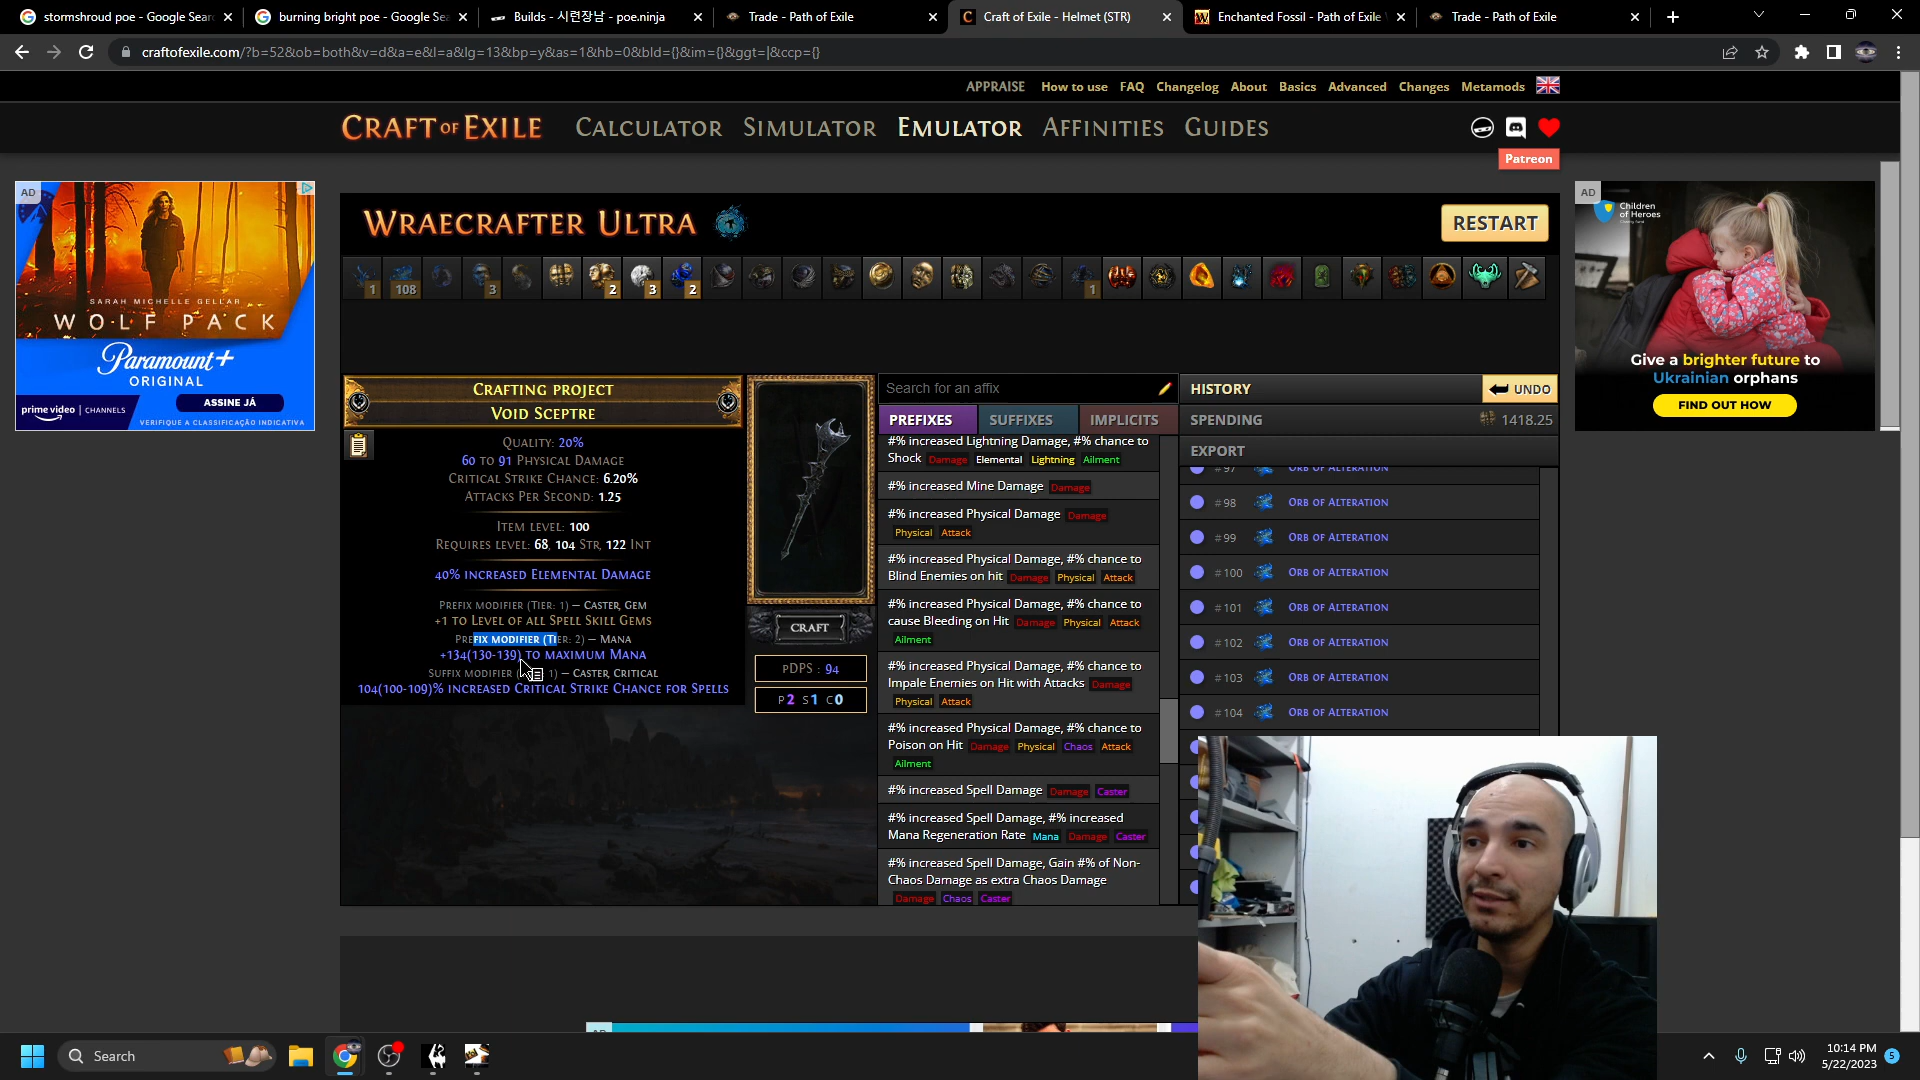 stormshroud poe - Google Sear
burning bright poe - Google Se
Builds - 시련장남 - poe.ninja
Trade - Path of Exile
Craft of Exile - Helmet (STR)
Enchanted Fossil - Path of Exile
Trade - Path of Exile
craftofexile.com/?b=52&ob=both&v=d&a=e&l=a&lg=13&bp=y&as=1&hb=0&bld={}&im={}&ggt=|&ccp={}
APPRAISE How to use FAQ Changelog About Basics Advanced Changes Metamods
CRAFT OF EXILE CALCULATOR SIMULATOR EMULATOR AFFINITIES GUIDES
Patreon
AD
SARAH MICHELLE GELLAR
WOLF PACK
Paramount+
ORIGINAL
prime video | CHANNELS
ASSINE JÁ
VERIFIQUE A CLASSIFICAÇÃO INDICATIVA
WRAECRAFTER ULTRA
RESTART
1 108 3 2 3 2 1
AD
Children
of Heroes
Give a brighter future to
Ukrainian orphans
FIND OUT HOW
CRAFTING PROJECT
VOID SCEPTRE
QUALITY: 20%
60 TO 91 PHYSICAL DAMAGE
CRITICAL STRIKE CHANCE: 6.20%
ATTACKS PER SECOND: 1.25
ITEM LEVEL: 100
REQUIRES LEVEL: 68, 104 STR, 122 INT
40% INCREASED ELEMENTAL DAMAGE
PREFIX MODIFIER (TIER: 1) — CASTER, GEM
+1 TO LEVEL OF ALL SPELL SKILL GEMS
PREFIX MODIFIER (TIER: 2) — MANA
+134(130-139) TO MAXIMUM MANA
SUFFIX MODIFIER ( 1) — CASTER, CRITICAL
104(100-109)% INCREASED CRITICAL STRIKE CHANCE FOR SPELLS
CRAFT
PDPS : 94
P2 S1 C0
Search for an affix
PREFIXES SUFFIXES IMPLICITS
#% increased Lightning Damage, #% chance to
Shock Damage Elemental Lightning Ailment
#% increased Mine Damage Damage
#% increased Physical Damage Damage
Physical Attack
#% increased Physical Damage, #% chance to
Blind Enemies on hit Damage Physical Attack
#% increased Physical Damage, #% chance to
cause Bleeding on Hit Damage Physical Attack
Ailment
#% increased Physical Damage, #% chance to
Impale Enemies on Hit with Attacks Damage
Physical Attack
#% increased Physical Damage, #% chance to
Poison on Hit Damage Physical Chaos Attack
Ailment
#% increased Spell Damage Damage Caster
#% increased Spell Damage, #% increased
Mana Regeneration Rate Mana Damage Caster
#% increased Spell Damage, Gain #% of Non-
Chaos Damage as extra Chaos Damage
Damage Chaos Caster
HISTORY UNDO
SPENDING 1418.25
EXPORT
#97 ORB OF ALTERATION
#98 ORB OF ALTERATION
#99 ORB OF ALTERATION
#100 ORB OF ALTERATION
#101 ORB OF ALTERATION
#102 ORB OF ALTERATION
#103 ORB OF ALTERATION
#104 ORB OF ALTERATION
Search
10:14 PM
5/22/2023
5